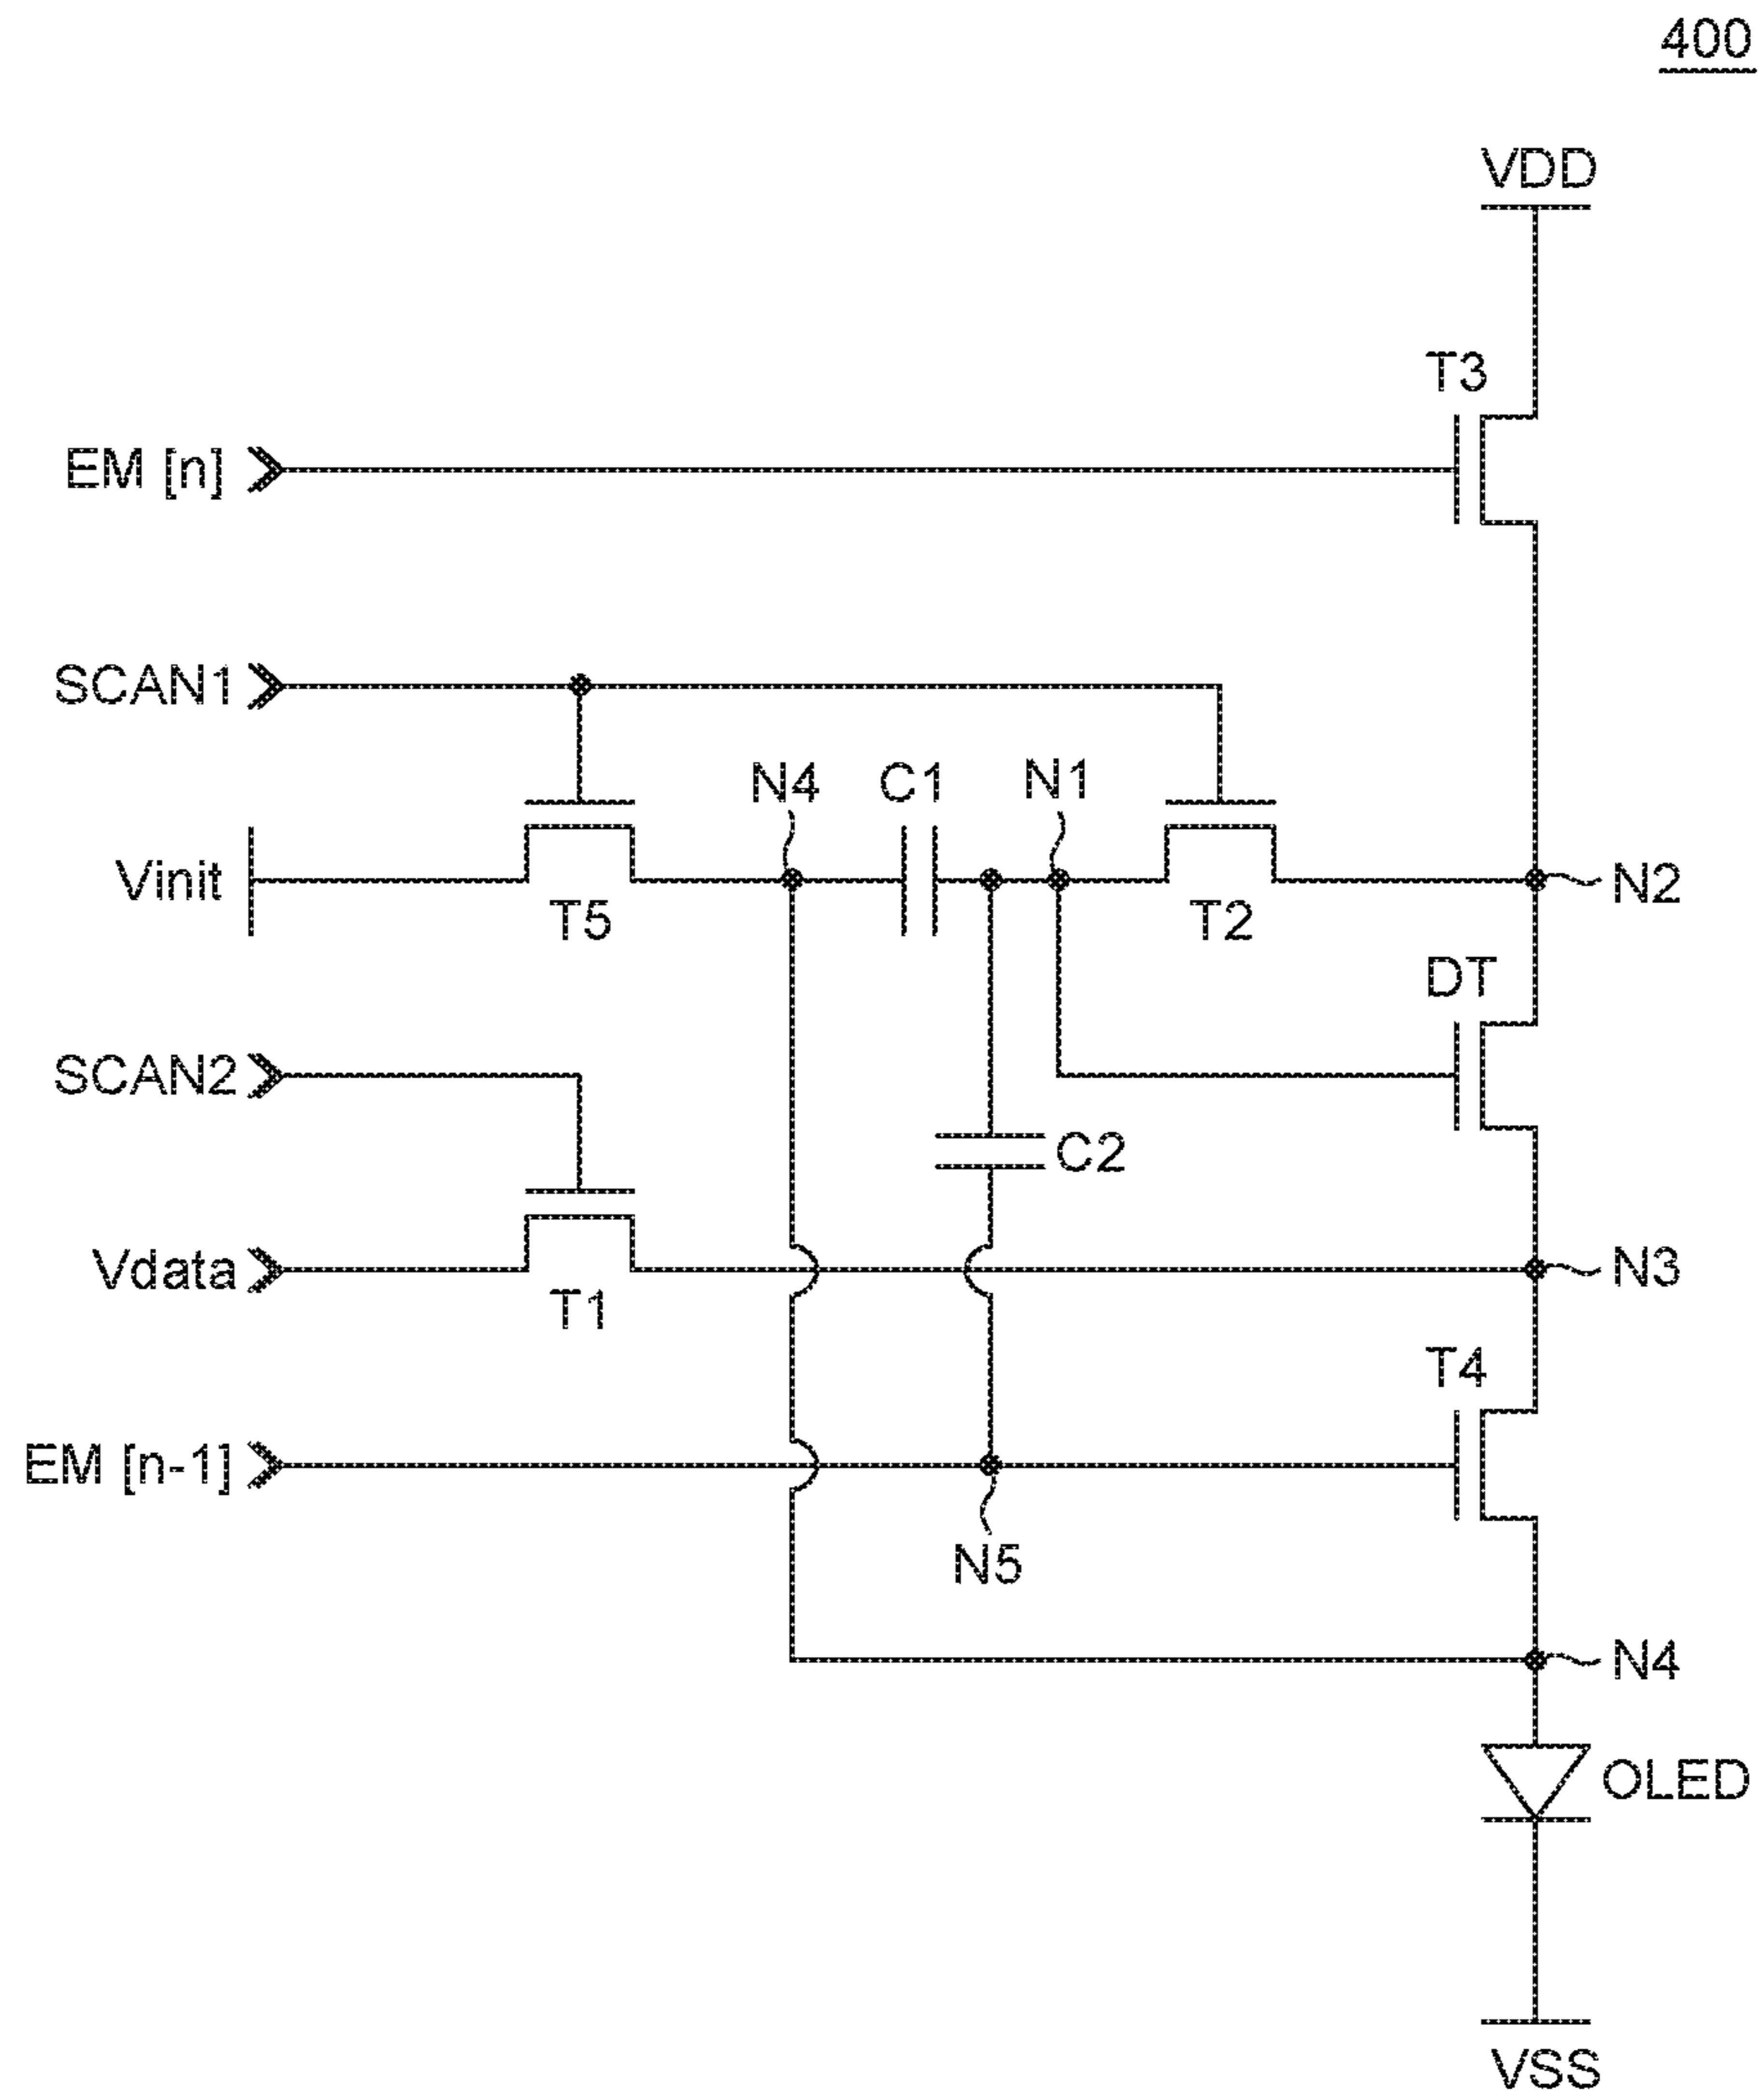 400
VDD
T3
EM [n]
SCAN1
N4
C1
N1
Vinit
T5
T2
N2
DT
SCAN2
C2
Vdata
T1
N3
T4
EM [n-1]
N5
N4
OLED
VSS